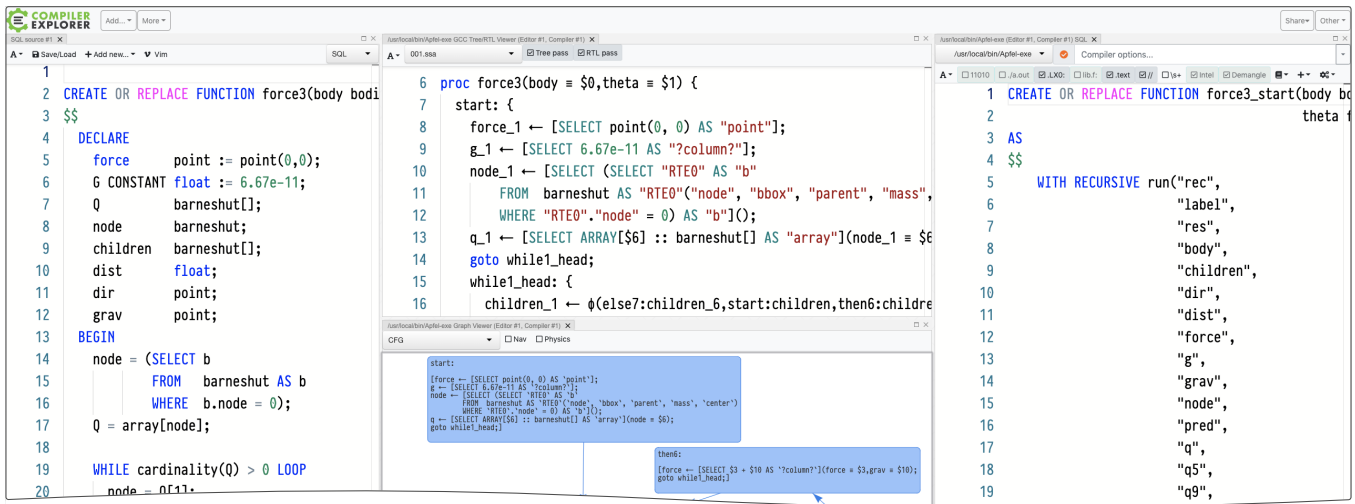 COMPILER
EXPLORER
Add...
More
Share
Other
SQL source #1 X
A
Save/Load
+ Add new...
Vim
SQL
1
2 CREATE OR REPLACE FUNCTION force3(body bodi
3 $$
4 DECLARE
5 force point := point(0,0);
6 G CONSTANT float := 6.67e-11;
7 Q barneshut[];
8 node barneshut;
9 children barneshut[];
10 dist float;
11 dir point;
12 grav point;
13 BEGIN
14 node = (SELECT b
15 FROM barneshut AS b
16 WHERE b.node = 0);
17 Q = array[node];
18
19 WHILE cardinality(Q) > 0 LOOP
20 node = Q[1];
/usr/local/bin/Apfel-exe GCC Tree/RTL Viewer (Editor #1, Compiler #1) X
A
001.ssa
Tree pass
RTL pass
6 proc force3(body ≡ $0,theta ≡ $1) {
7 start: {
8 force_1 ← [SELECT point(0, 0) AS "point"];
9 g_1 ← [SELECT 6.67e-11 AS "?column?"];
10 node_1 ← [SELECT (SELECT "RTE0" AS "b"
11 FROM barneshut AS "RTE0"("node", "bbox", "parent", "mass",
12 WHERE "RTE0"."node" = 0) AS "b"]();
13 q_1 ← [SELECT ARRAY[$6] :: barneshut[] AS "array"](node_1 ≡ $6
14 goto while1_head;
15 while1_head: {
16 children_1 ← ϕ(else7:children_6,start:children,then6:childre
/usr/local/bin/Apfel-exe Graph Viewer (Editor #1, Compiler #1) X
CFG
Nav
Physics
start:
[force ← [SELECT point(0, 0) AS 'point'];
g ← [SELECT 6.67e-11 AS '?column?'];
node ← [SELECT (SELECT 'RTE0' AS 'b'
FROM barneshut AS 'RTE0'('node', 'bbox', 'parent', 'mass', 'center')
WHERE 'RTE0'.'node' = 0) AS 'b']();
q ← [SELECT ARRAY[$6] :: barneshut[] AS 'array'](node ≡ $6);
goto while1_head;]
then6:
[force ← [SELECT $3 + $10 AS '?column?'](force ≡ $3,grav ≡ $10);
goto while1_head;]
/usr/local/bin/Apfel-exe (Editor #1, Compiler #1) SQL X
/usr/local/bin/Apfel-exe
Compiler options...
A
11010
./a.out
.LX0:
lib.f:
.text
//
\s+
Intel
Demangle
1 CREATE OR REPLACE FUNCTION force3_start(body bo
2 theta f
3 AS
4 $$
5 WITH RECURSIVE run("rec",
6 "label",
7 "res",
8 "body",
9 "children",
10 "dir",
11 "dist",
12 "force",
13 "g",
14 "grav",
15 "node",
16 "pred",
17 "q",
18 "q5",
19 "q9",